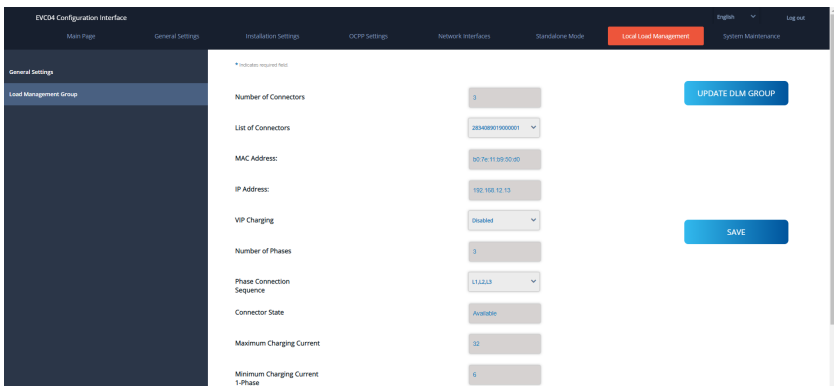 EVC04 Configuration Interface
English
Log out
Main Page
General Settings
Installation Settings
OCPP Settings
Network Interfaces
Standalone Mode
Local Load Management
System Maintenance
General Settings
Load Management Group
* Indicates required field
UPDATE DLM GROUP
Number of Connectors
3
List of Connectors
2834089019000001
MAC Address:
b0:7e:11:b9:50:d0
IP Address:
192.168.12.13
VIP Charging
Disabled
SAVE
Number of Phases
3
Phase Connection
Sequence
L1,L2,L3
Connector State
Available
Maximum Charging Current
32
Minimum Charging Current
1-Phase
6